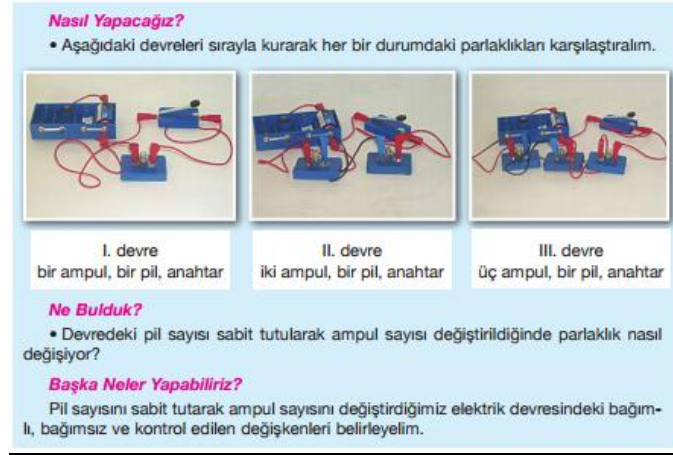 Nasıl Yapacağız?
• Aşağıdaki devreleri sırayla kurarak her bir durumdaki parlaklıkları karşılaştıralım.
I. devre
bir ampul, bir pil, anahtar
II. devre
iki ampul, bir pil, anahtar
III. devre
üç ampul, bir pil, anahtar
Ne Bulduk?
• Devredeki pil sayısı sabit tutularak ampul sayısı değiştirildiğinde parlaklık nasıl
değişiyor?
Başka Neler Yapabiliriz?
Pil sayısını sabit tutarak ampul sayısını değiştirdiğimiz elektrik devresindeki bağım-
lı, bağımsız ve kontrol edilen değişkenleri belirleyelim.